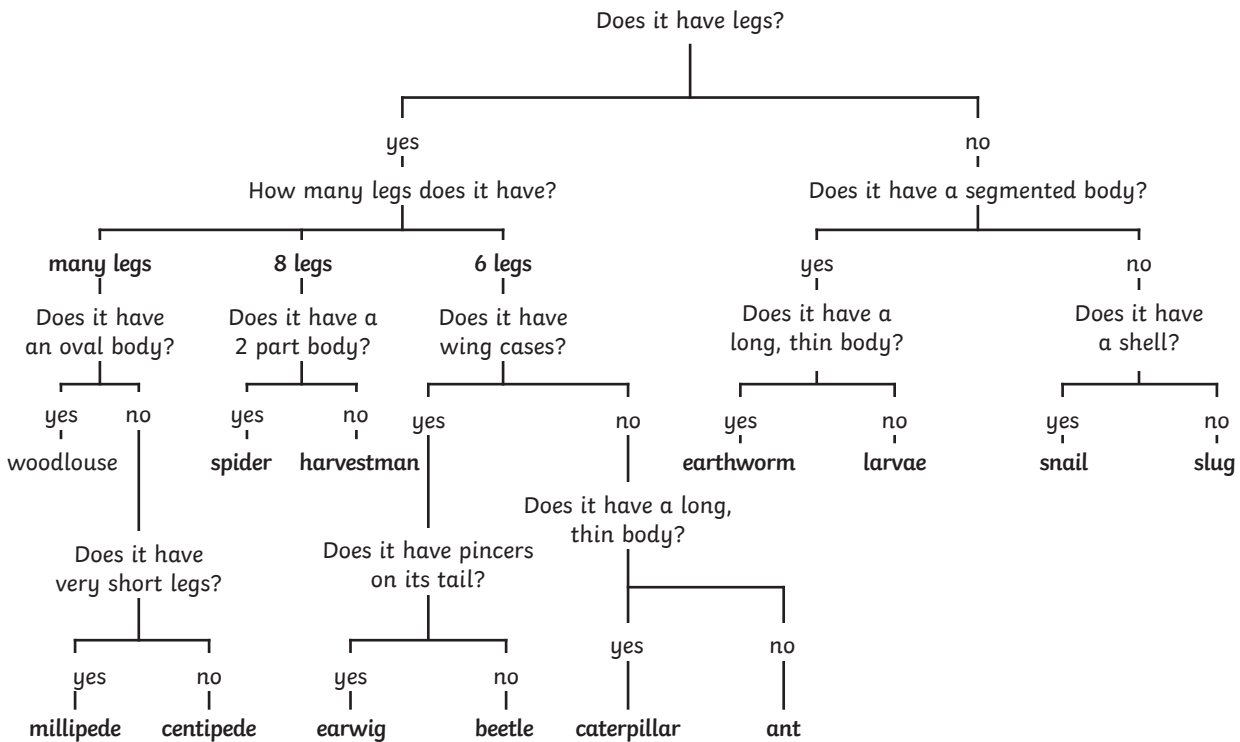 Does it have legs?
yes
no
How many legs does it have?
Does it have a segmented body?
many legs
8 legs
6 legs
yes
no
Does it have
an oval body?
Does it have a
2 part body?
Does it have
wing cases?
Does it have a
long, thin body?
Does it have
a shell?
yes
no
yes
no
yes
no
yes
no
yes
no
woodlouse
spider
harvestman
earthworm
larvae
snail
slug
Does it have a long,
thin body?
Does it have
very short legs?
Does it have pincers
on its tail?
yes
no
yes
no
yes
no
millipede
centipede
earwig
beetle
caterpillar
ant